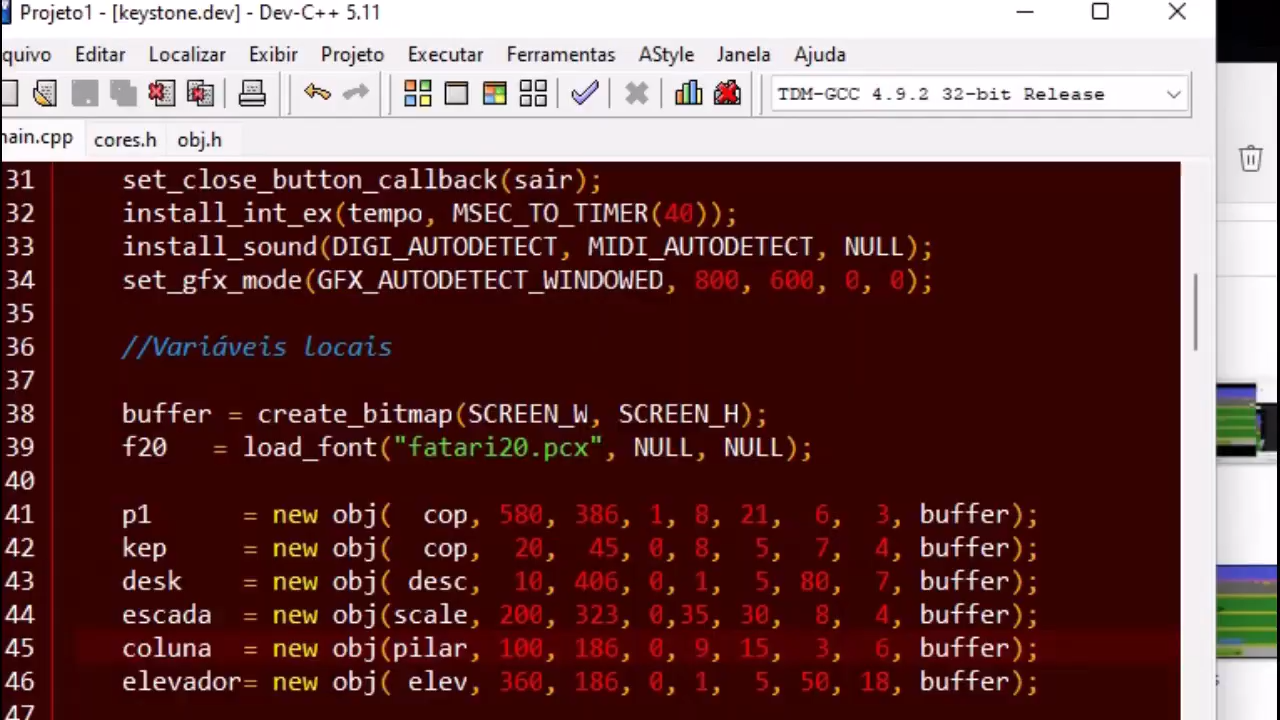 Projeto1 - [keystone.dev] - Dev-C++ 5.11
quivo Editar Localizar Exibir Projeto Executar Ferramentas AStyle Janela Ajuda
TDM-GCC 4.9.2 32-bit Release
main.cpp cores.h obj.h
31 set_close_button_callback(sair);
32 install_int_ex(tempo, MSEC_TO_TIMER(40));
33 install_sound(DIGI_AUTODETECT, MIDI_AUTODETECT, NULL);
34 set_gfx_mode(GFX_AUTODETECT_WINDOWED, 800, 600, 0, 0);
35
36 //Variáveis locais
37
38 buffer = create_bitmap(SCREEN_W, SCREEN_H);
39 f20   = load_font("fatari20.pcx", NULL, NULL);
40
41 p1      = new obj(  cop, 580, 386, 1, 8, 21,  6,  3, buffer);
42 kep     = new obj(  cop,  20,  45, 0, 8,  5,  7,  4, buffer);
43 desk    = new obj( desc,  10, 406, 0, 1,  5, 80,  7, buffer);
44 escada  = new obj(scale, 200, 323, 0,35, 30,  8,  4, buffer);
45 coluna  = new obj(pilar, 100, 186, 0, 9, 15,  3,  6, buffer);
46 elevador= new obj( elev, 360, 186, 0, 1,  5, 50, 18, buffer);
47